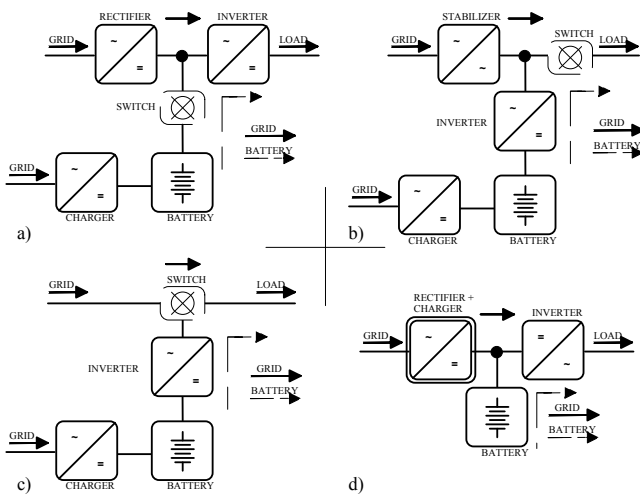 RECTIFIER INVERTER
GRID LOAD
~ ~
= =
SWITCH
GRID
BATTERY
GRID
~
=
CHARGER BATTERY
a)
STABILIZER
SWITCH
GRID LOAD
~
~
INVERTER
~
=
GRID
BATTERY
GRID
~
=
CHARGER BATTERY
b)
SWITCH
GRID LOAD
INVERTER
~
=
GRID
BATTERY
GRID
~
=
CHARGER BATTERY
c)
RECTIFIER +
CHARGER
INVERTER
GRID LOAD
~ =
= ~
GRID
BATTERY
BATTERY
d)